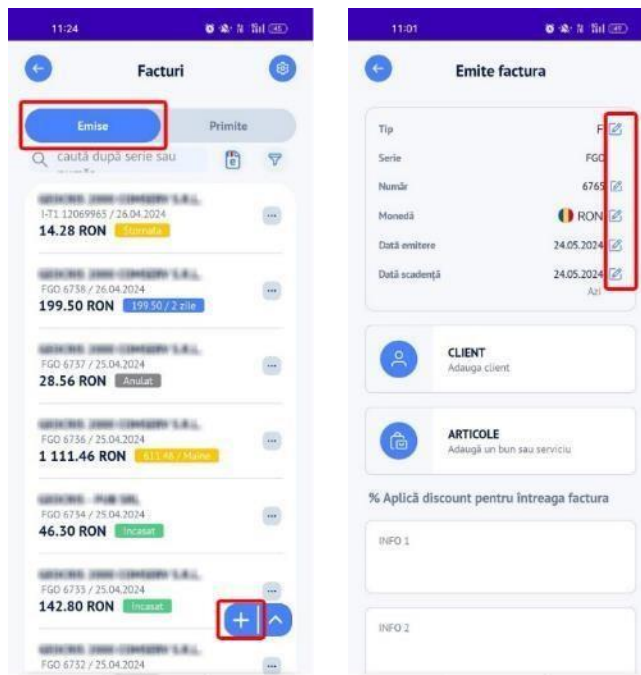 11:24
45
Facturi
Emise
Primite
caută după serie sau
I-T1 12069965 / 26.04.2024
14.28 RON Stornata
FGO 6738 / 26.04.2024
199.50 RON 199.50 / 2 zile
FGO 6737 / 25.04.2024
28.56 RON Anulat
FGO 6736 / 25.04.2024
1 111.46 RON 611.46 / Maine
FGO 6734 / 25.04.2024
46.30 RON Incasat
FGO 6733 / 25.04.2024
142.80 RON Incasat
FGO 6732 / 25.04.2024
11:01
45
Emite factura
Tip F
Serie FGO
Număr 6765
Monedă RON
Dată emitere 24.05.2024
Dată scadență 24.05.2024
Azi
CLIENT
Adauga client
ARTICOLE
Adaugă un bun sau serviciu
% Aplică discount pentru întreaga factura
INFO 1
INFO 2